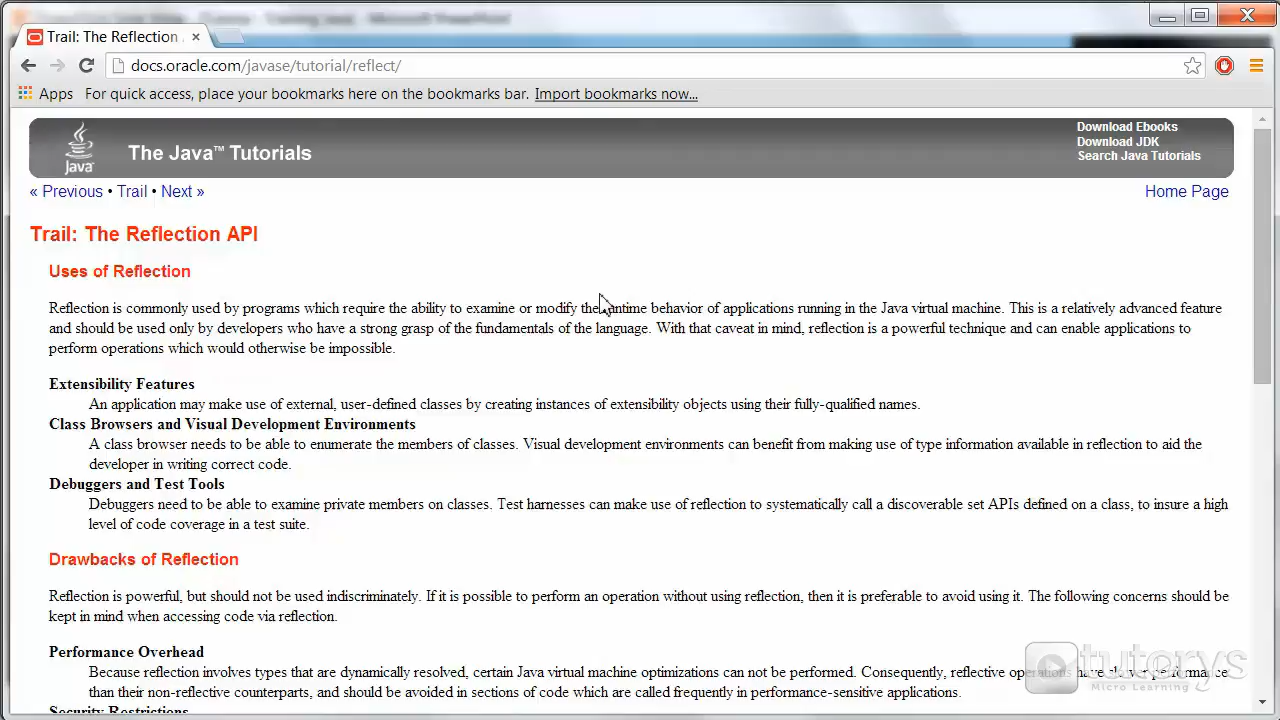 Microsoft PowerPoint
Trail: The Reflection
docs.oracle.com/javase/tutorial/reflect/
Apps For quick access, place your bookmarks here on the bookmarks bar. Import bookmarks now...
Java
The Java™ Tutorials
Download Ebooks
Download JDK
Search Java Tutorials
« Previous • Trail • Next »
Home Page
Trail: The Reflection API
Uses of Reflection
Reflection is commonly used by programs which require the ability to examine or modify the runtime behavior of applications running in the Java virtual machine. This is a relatively advanced feature
and should be used only by developers who have a strong grasp of the fundamentals of the language. With that caveat in mind, reflection is a powerful technique and can enable applications to
perform operations which would otherwise be impossible.
Extensibility Features
An application may make use of external, user-defined classes by creating instances of extensibility objects using their fully-qualified names.
Class Browsers and Visual Development Environments
A class browser needs to be able to enumerate the members of classes. Visual development environments can benefit from making use of type information available in reflection to aid the
developer in writing correct code.
Debuggers and Test Tools
Debuggers need to be able to examine private members on classes. Test harnesses can make use of reflection to systematically call a discoverable set APIs defined on a class, to insure a high
level of code coverage in a test suite.
Drawbacks of Reflection
Reflection is powerful, but should not be used indiscriminately. If it is possible to perform an operation without using reflection, then it is preferable to avoid using it. The following concerns should be
kept in mind when accessing code via reflection.
Performance Overhead
Because reflection involves types that are dynamically resolved, certain Java virtual machine optimizations can not be performed. Consequently, reflective operations have slower performance
than their non-reflective counterparts, and should be avoided in sections of code which are called frequently in performance-sensitive applications.
Security Restrictions
tutorys
Micro Learning